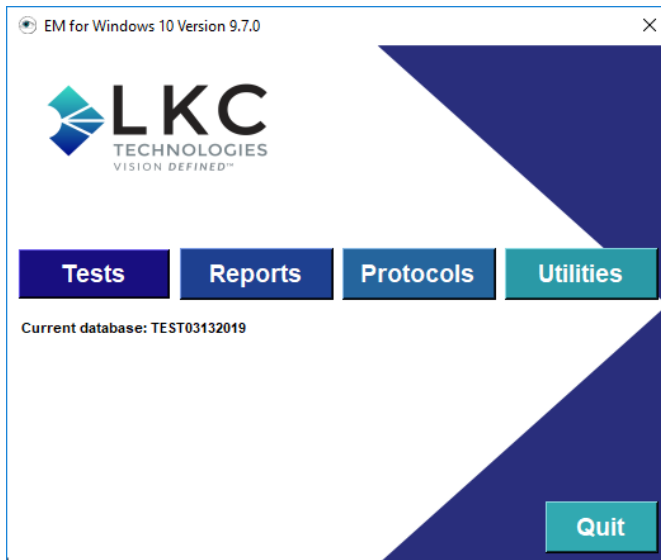 EM for Windows 10 Version 9.7.0
LKC
TECHNOLOGIES
VISION DEFINED™
Tests Reports Protocols Utilities
Current database: TEST03132019
Quit